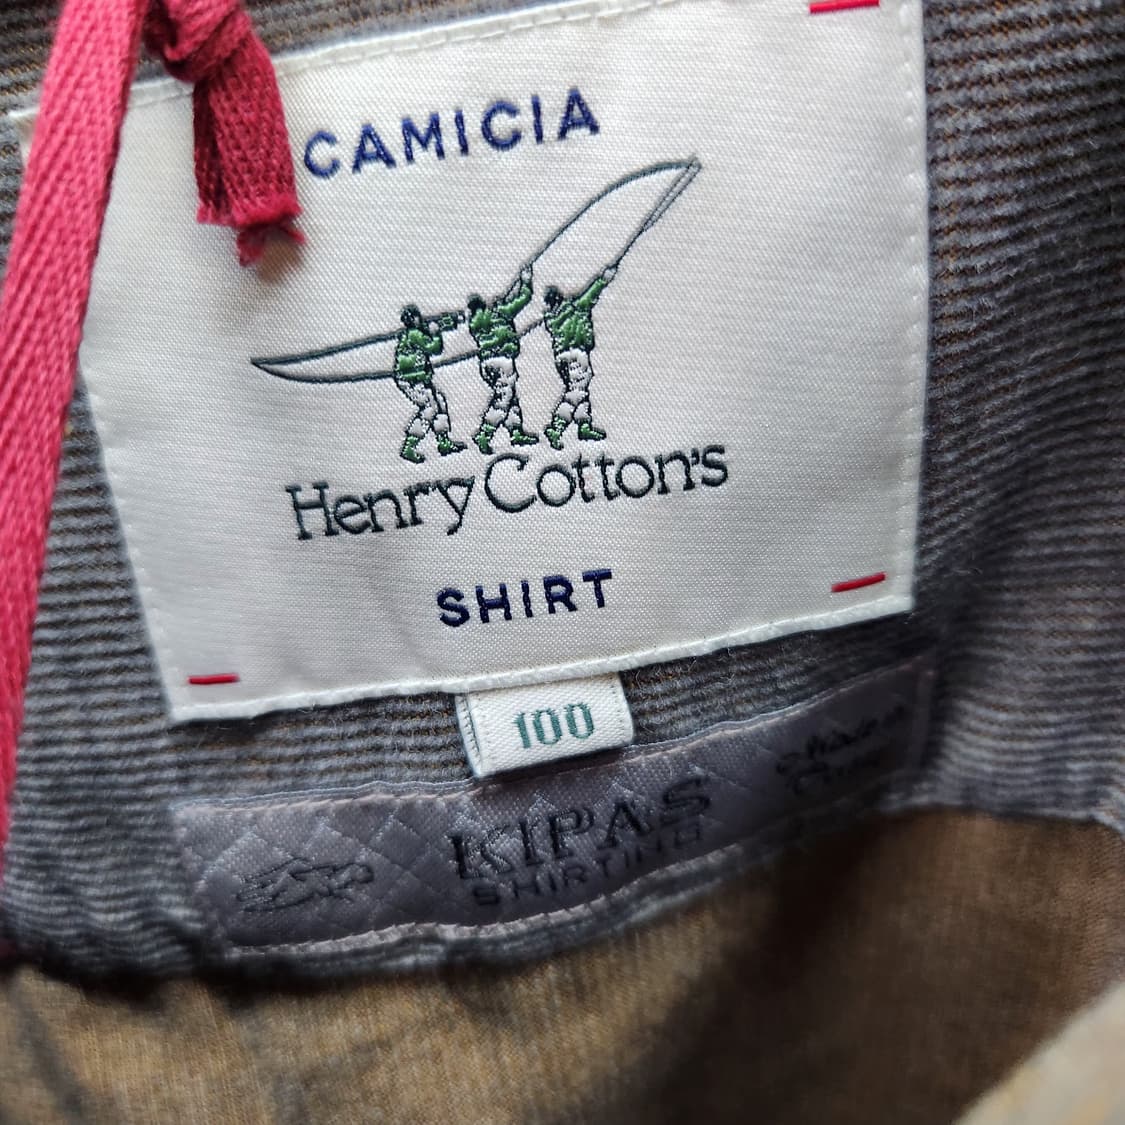 CAMICIA
Henry Cotton's
SHIRT
100
KIPAS
SHIRTING